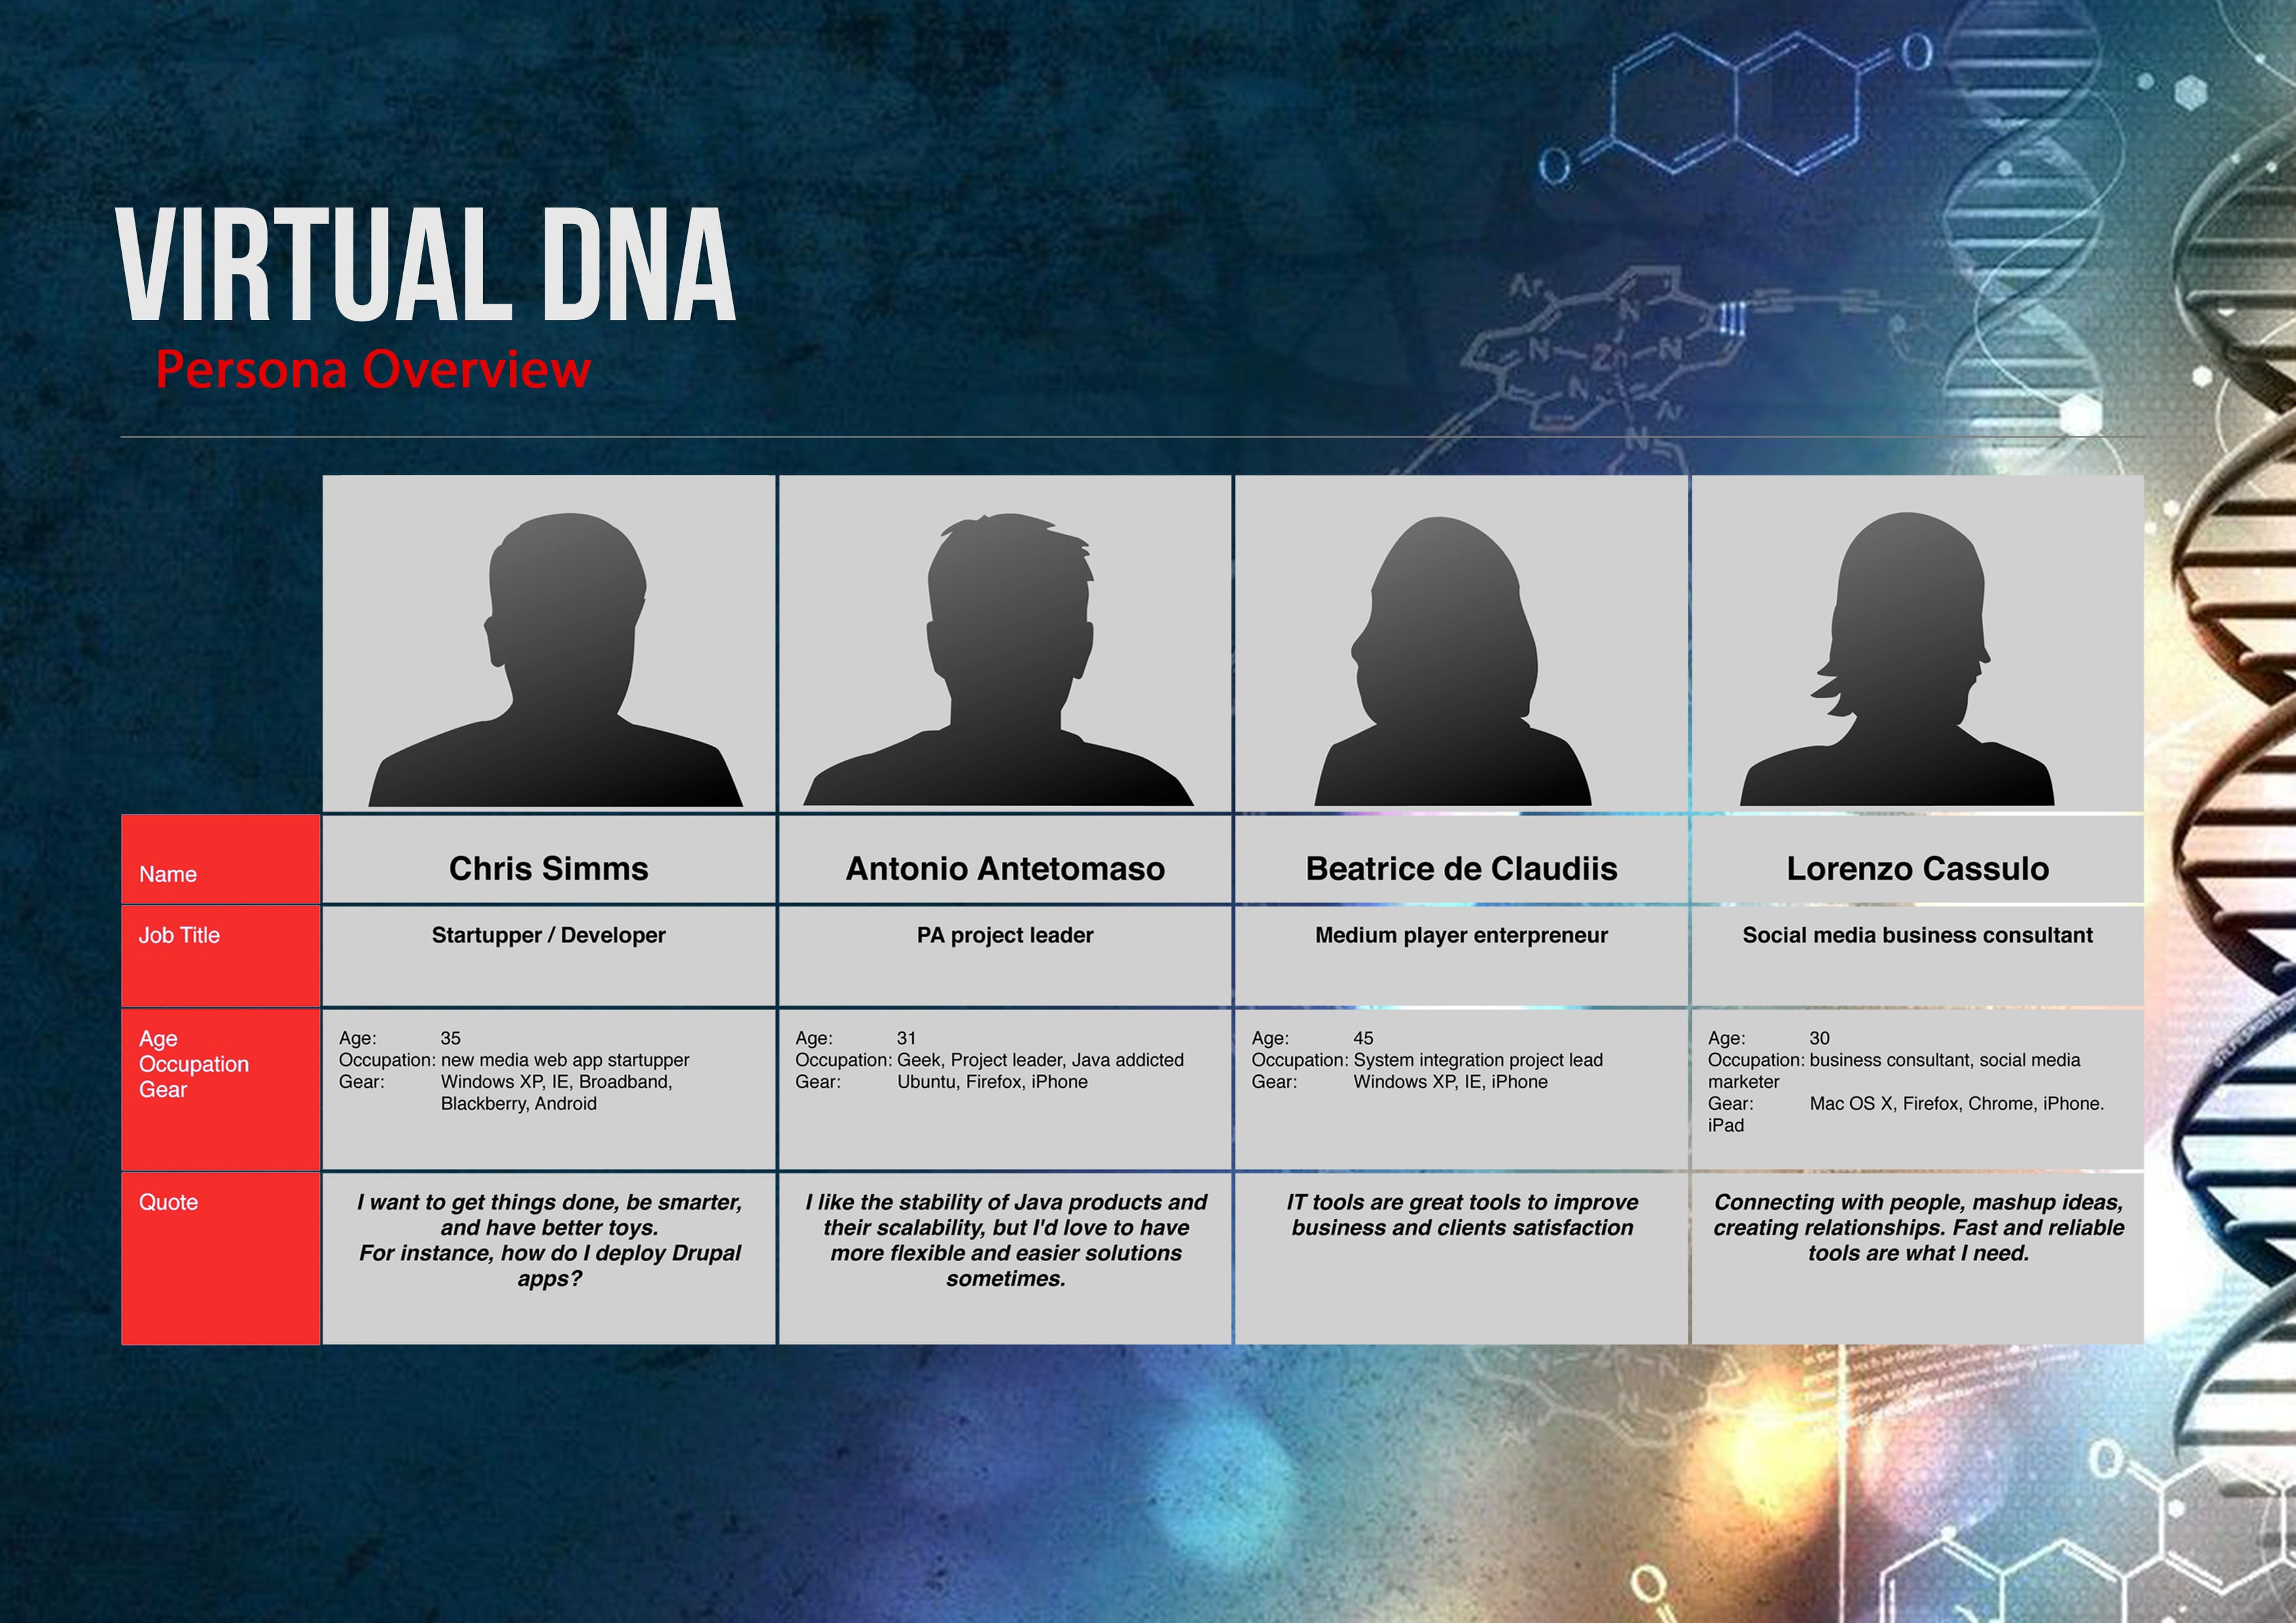 VIRTUAL DNA
Persona Overview
O
O
Ar
N
N
Zn
N
N
N
Name
Chris Simms
Antonio Antetomaso
Beatrice de Claudiis
Lorenzo Cassulo
Job Title
Startupper / Developer
PA project leader
Medium player enterpreneur
Social media business consultant
Age
Occupation
Gear
Age: 35
Occupation: new media web app startupper
Gear: Windows XP, IE, Broadband,
Blackberry, Android
Age: 31
Occupation: Geek, Project leader, Java addicted
Gear: Ubuntu, Firefox, iPhone
Age: 45
Occupation: System integration project lead
Gear: Windows XP, IE, iPhone
Age: 30
Occupation: business consultant, social media
marketer
Gear: Mac OS X, Firefox, Chrome, iPhone.
iPad
Quote
I want to get things done, be smarter,
and have better toys.
For instance, how do I deploy Drupal
apps?
I like the stability of Java products and
their scalability, but I'd love to have
more flexible and easier solutions
sometimes.
IT tools are great tools to improve
business and clients satisfaction
Connecting with people, mashup ideas,
creating relationships. Fast and reliable
tools are what I need.
O
O